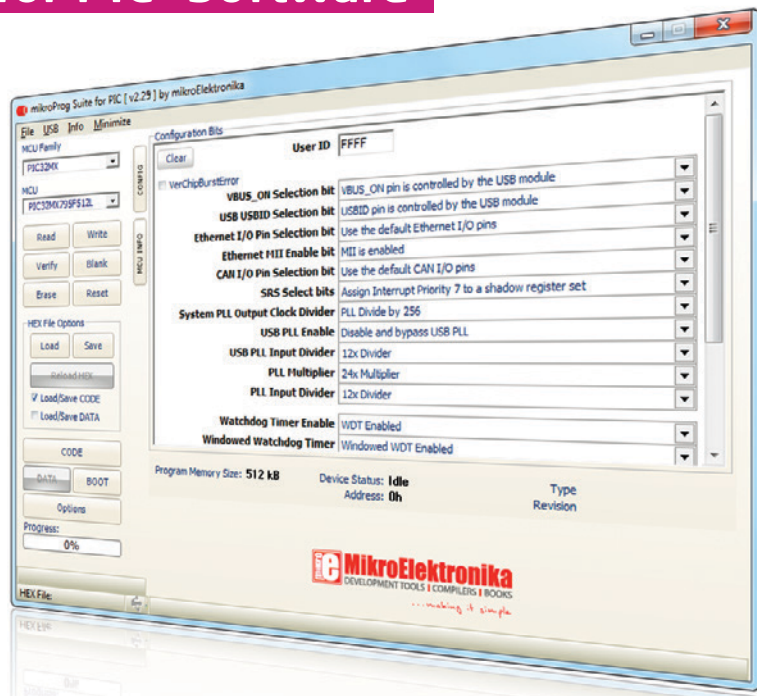 for PIC® Software
mikroProg Suite for PIC [ v2.29 ] by mikroElektronika
File USB Info Minimize
MCU Family
PIC32MX
MCU
PIC32MX795F512L
Read Write
Verify Blank
Erase Reset
HEX File Options
Load Save
Reload HEX
Load/Save CODE
Load/Save DATA
CODE
DATA BOOT
Options
Progress:
0%
HEX File:
CONFIG
MCU INFO
Configuration Bits
Clear
User ID FFFF
VerChipBurstError
VBUS_ON Selection bit VBUS_ON pin is controlled by the USB module
USB USBID Selection bit USBID pin is controlled by the USB module
Ethernet I/O Pin Selection bit Use the default Ethernet I/O pins
Ethernet MII Enable bit MII is enabled
CAN I/O Pin Selection bit Use the default CAN I/O pins
SRS Select bits Assign Interrupt Priority 7 to a shadow register set
System PLL Output Clock Divider PLL Divide by 256
USB PLL Enable Disable and bypass USB PLL
USB PLL Input Divider 12x Divider
PLL Multiplier 24x Multiplier
PLL Input Divider 12x Divider
Watchdog Timer Enable WDT Enabled
Windowed Watchdog Timer Windowed WDT Enabled
Program Memory Size: 512 kB
Device Status: Idle
Address: 0h
Type
Revision
MikroElektronika
DEVELOPMENT TOOLS | COMPILERS | BOOKS
...making it simple